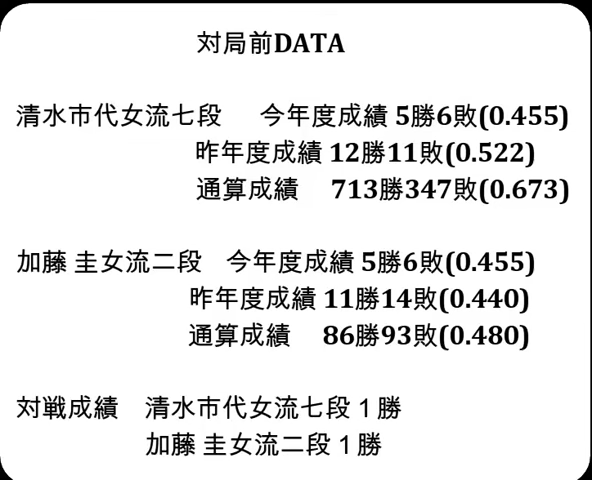 対局前DATA
清水市代女流七段 今年度成績 5勝6敗(0.455)
昨年度成績 12勝11敗(0.522)
通算成績 713勝347敗(0.673)
加藤 圭女流二段 今年度成績 5勝6敗(0.455)
昨年度成績 11勝14敗(0.440)
通算成績 86勝93敗(0.480)
対戦成績 清水市代女流七段 1勝
加藤 圭女流二段 1勝